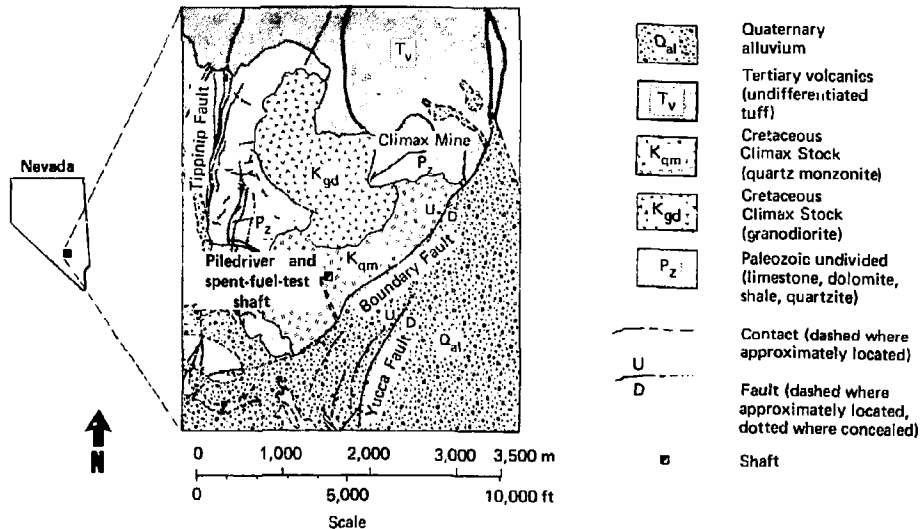 Nevada
N
Tippinip Fault
Tv
Climax Mine
Pz
Kgd
U
D
Pz
Kqm
Piledriver and
spent-fuel-test
shaft
Boundary Fault
U
D
Qal
Yucca Fault
0 1,000 2,000 3,000 3,500 m
0 5,000 10,000 ft
Scale
Qal
Quaternary
alluvium
Tv
Tertiary volcanics
(undifferentiated
tuff)
Kqm
Cretaceous
Climax Stock
(quartz monzonite)
Kgd
Cretaceous
Climax Stock
(granodiorite)
Pz
Paleozoic undivided
(limestone, dolomite,
shale, quartzite)
Contact (dashed where
approximately located)
U
D
Fault (dashed where
approximately located,
dotted where concealed)
Shaft